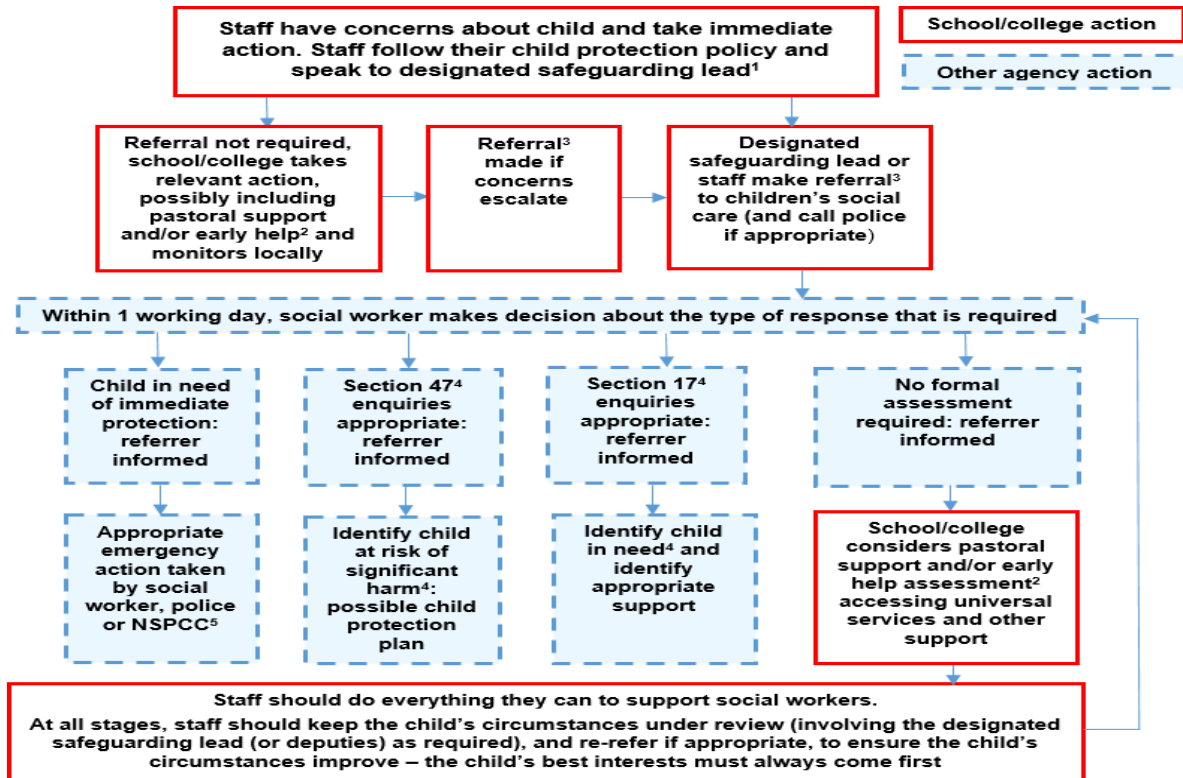 Staff have concerns about child and take immediate
action. Staff follow their child protection policy and
speak to designated safeguarding lead¹
School/college action
Other agency action
Referral not required,
school/college takes
relevant action,
possibly including
pastoral support
and/or early help² and
monitors locally
Referral³
made if
concerns
escalate
Designated
safeguarding lead or
staff make referral³
to children’s social
care (and call police
if appropriate)
Within 1 working day, social worker makes decision about the type of response that is required
Child in need
of immediate
protection:
referrer
informed
Section 47⁴
enquiries
appropriate:
referrer
informed
Section 17⁴
enquiries
appropriate:
referrer
informed
No formal
assessment
required: referrer
informed
Appropriate
emergency
action taken
by social
worker, police
or NSPCC⁵
Identify child
at risk of
significant
harm⁴:
possible child
protection
plan
Identify child
in need⁴ and
identify
appropriate
support
School/college
considers pastoral
support and/or early
help assessment²
accessing universal
services and other
support
Staff should do everything they can to support social workers.
At all stages, staff should keep the child’s circumstances under review (involving the designated
safeguarding lead (or deputies) as required), and re-refer if appropriate, to ensure the child’s
circumstances improve – the child’s best interests must always come first